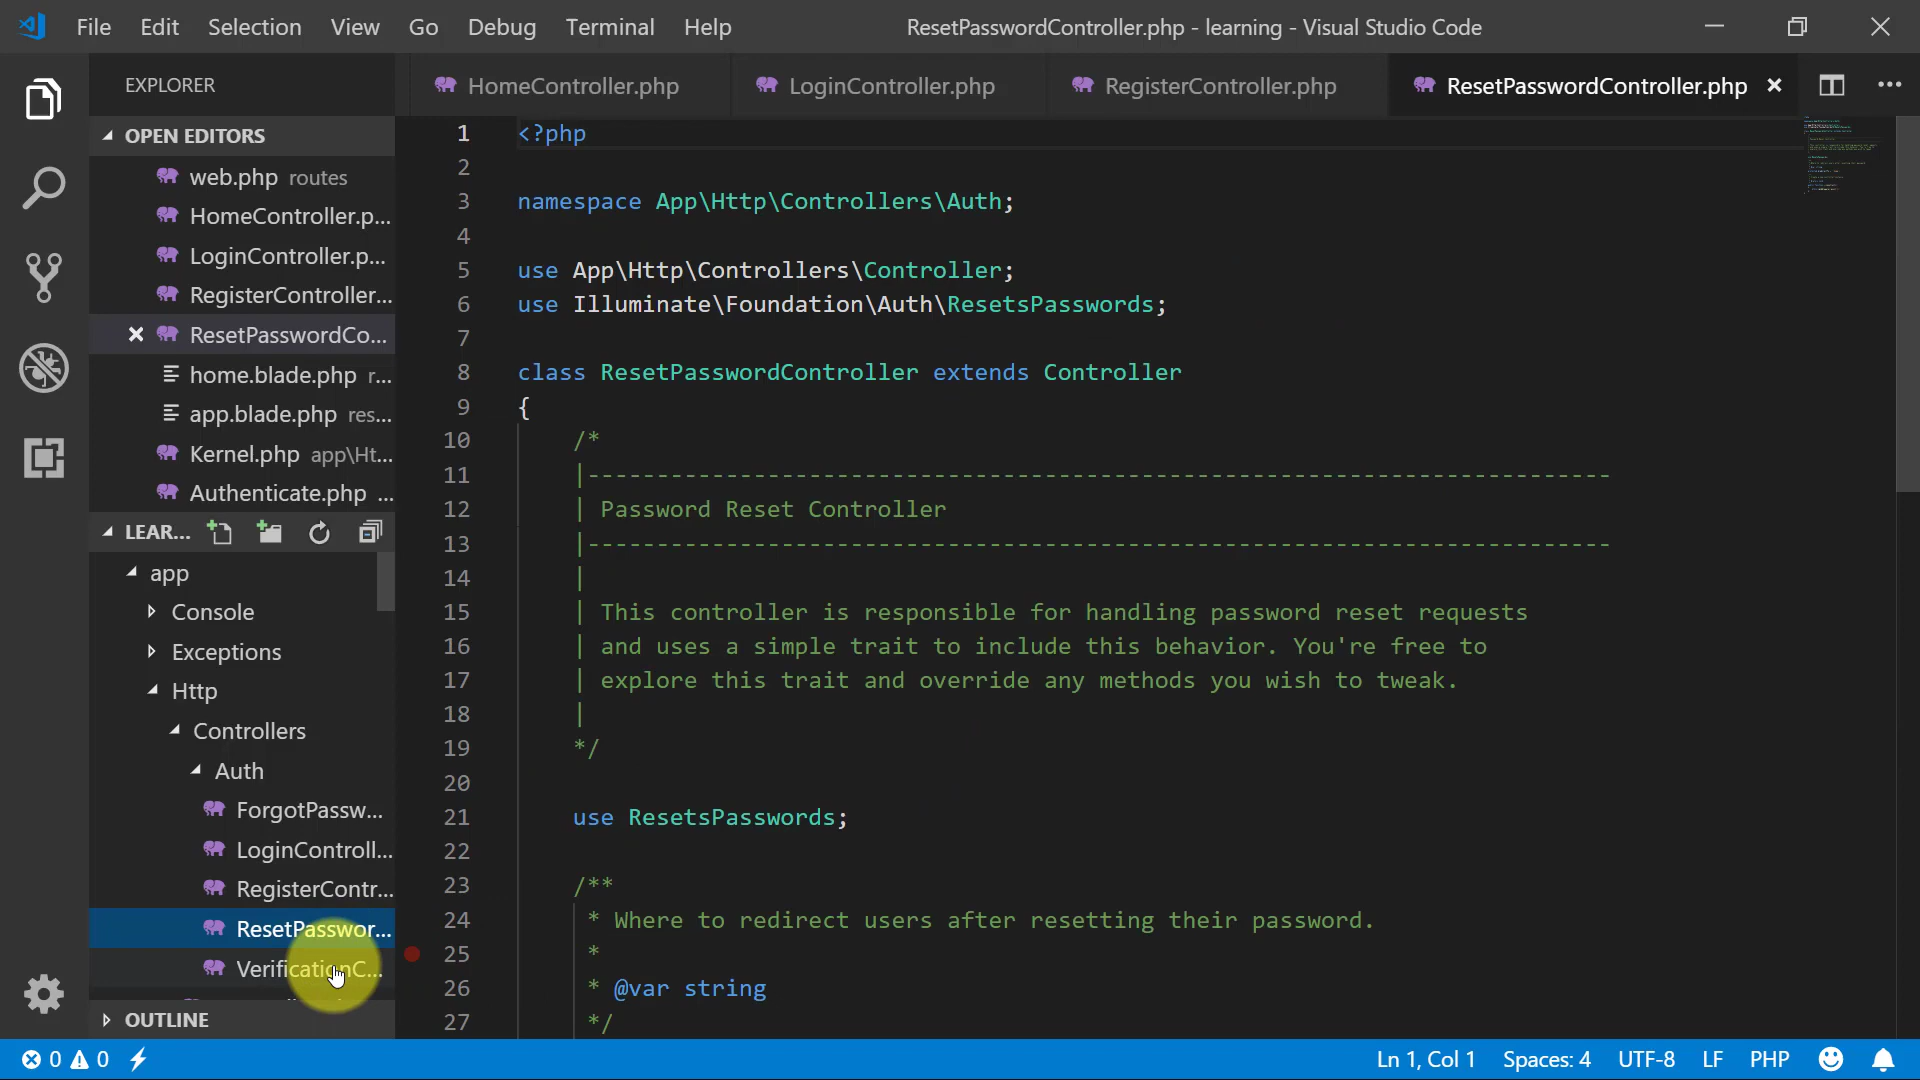 File Edit Selection View Go Debug Terminal Help
ResetPasswordController.php - learning - Visual Studio Code
EXPLORER
HomeController.php
LoginController.php
RegisterController.php
ResetPasswordController.php
OPEN EDITORS
web.php routes
HomeController.p...
LoginController.p...
RegisterController...
ResetPasswordCo...
home.blade.php r...
app.blade.php res...
Kernel.php app\Ht...
Authenticate.php ...
LEAR...
app
Console
Exceptions
Http
Controllers
Auth
ForgotPassw...
LoginControll...
RegisterContr...
ResetPasswor...
VerificationC...
OUTLINE
1 <?php
2
3 namespace App\Http\Controllers\Auth;
4
5 use App\Http\Controllers\Controller;
6 use Illuminate\Foundation\Auth\ResetsPasswords;
7
8 class ResetPasswordController extends Controller
9 {
10 /*
11 |--------------------------------------------------------------------------
12 | Password Reset Controller
13 |--------------------------------------------------------------------------
14 |
15 | This controller is responsible for handling password reset requests
16 | and uses a simple trait to include this behavior. You're free to
17 | explore this trait and override any methods you wish to tweak.
18 |
19 */
20
21 use ResetsPasswords;
22
23 /**
24 * Where to redirect users after resetting their password.
25 *
26 * @var string
27 */
0 0
Ln 1, Col 1 Spaces: 4 UTF-8 LF PHP